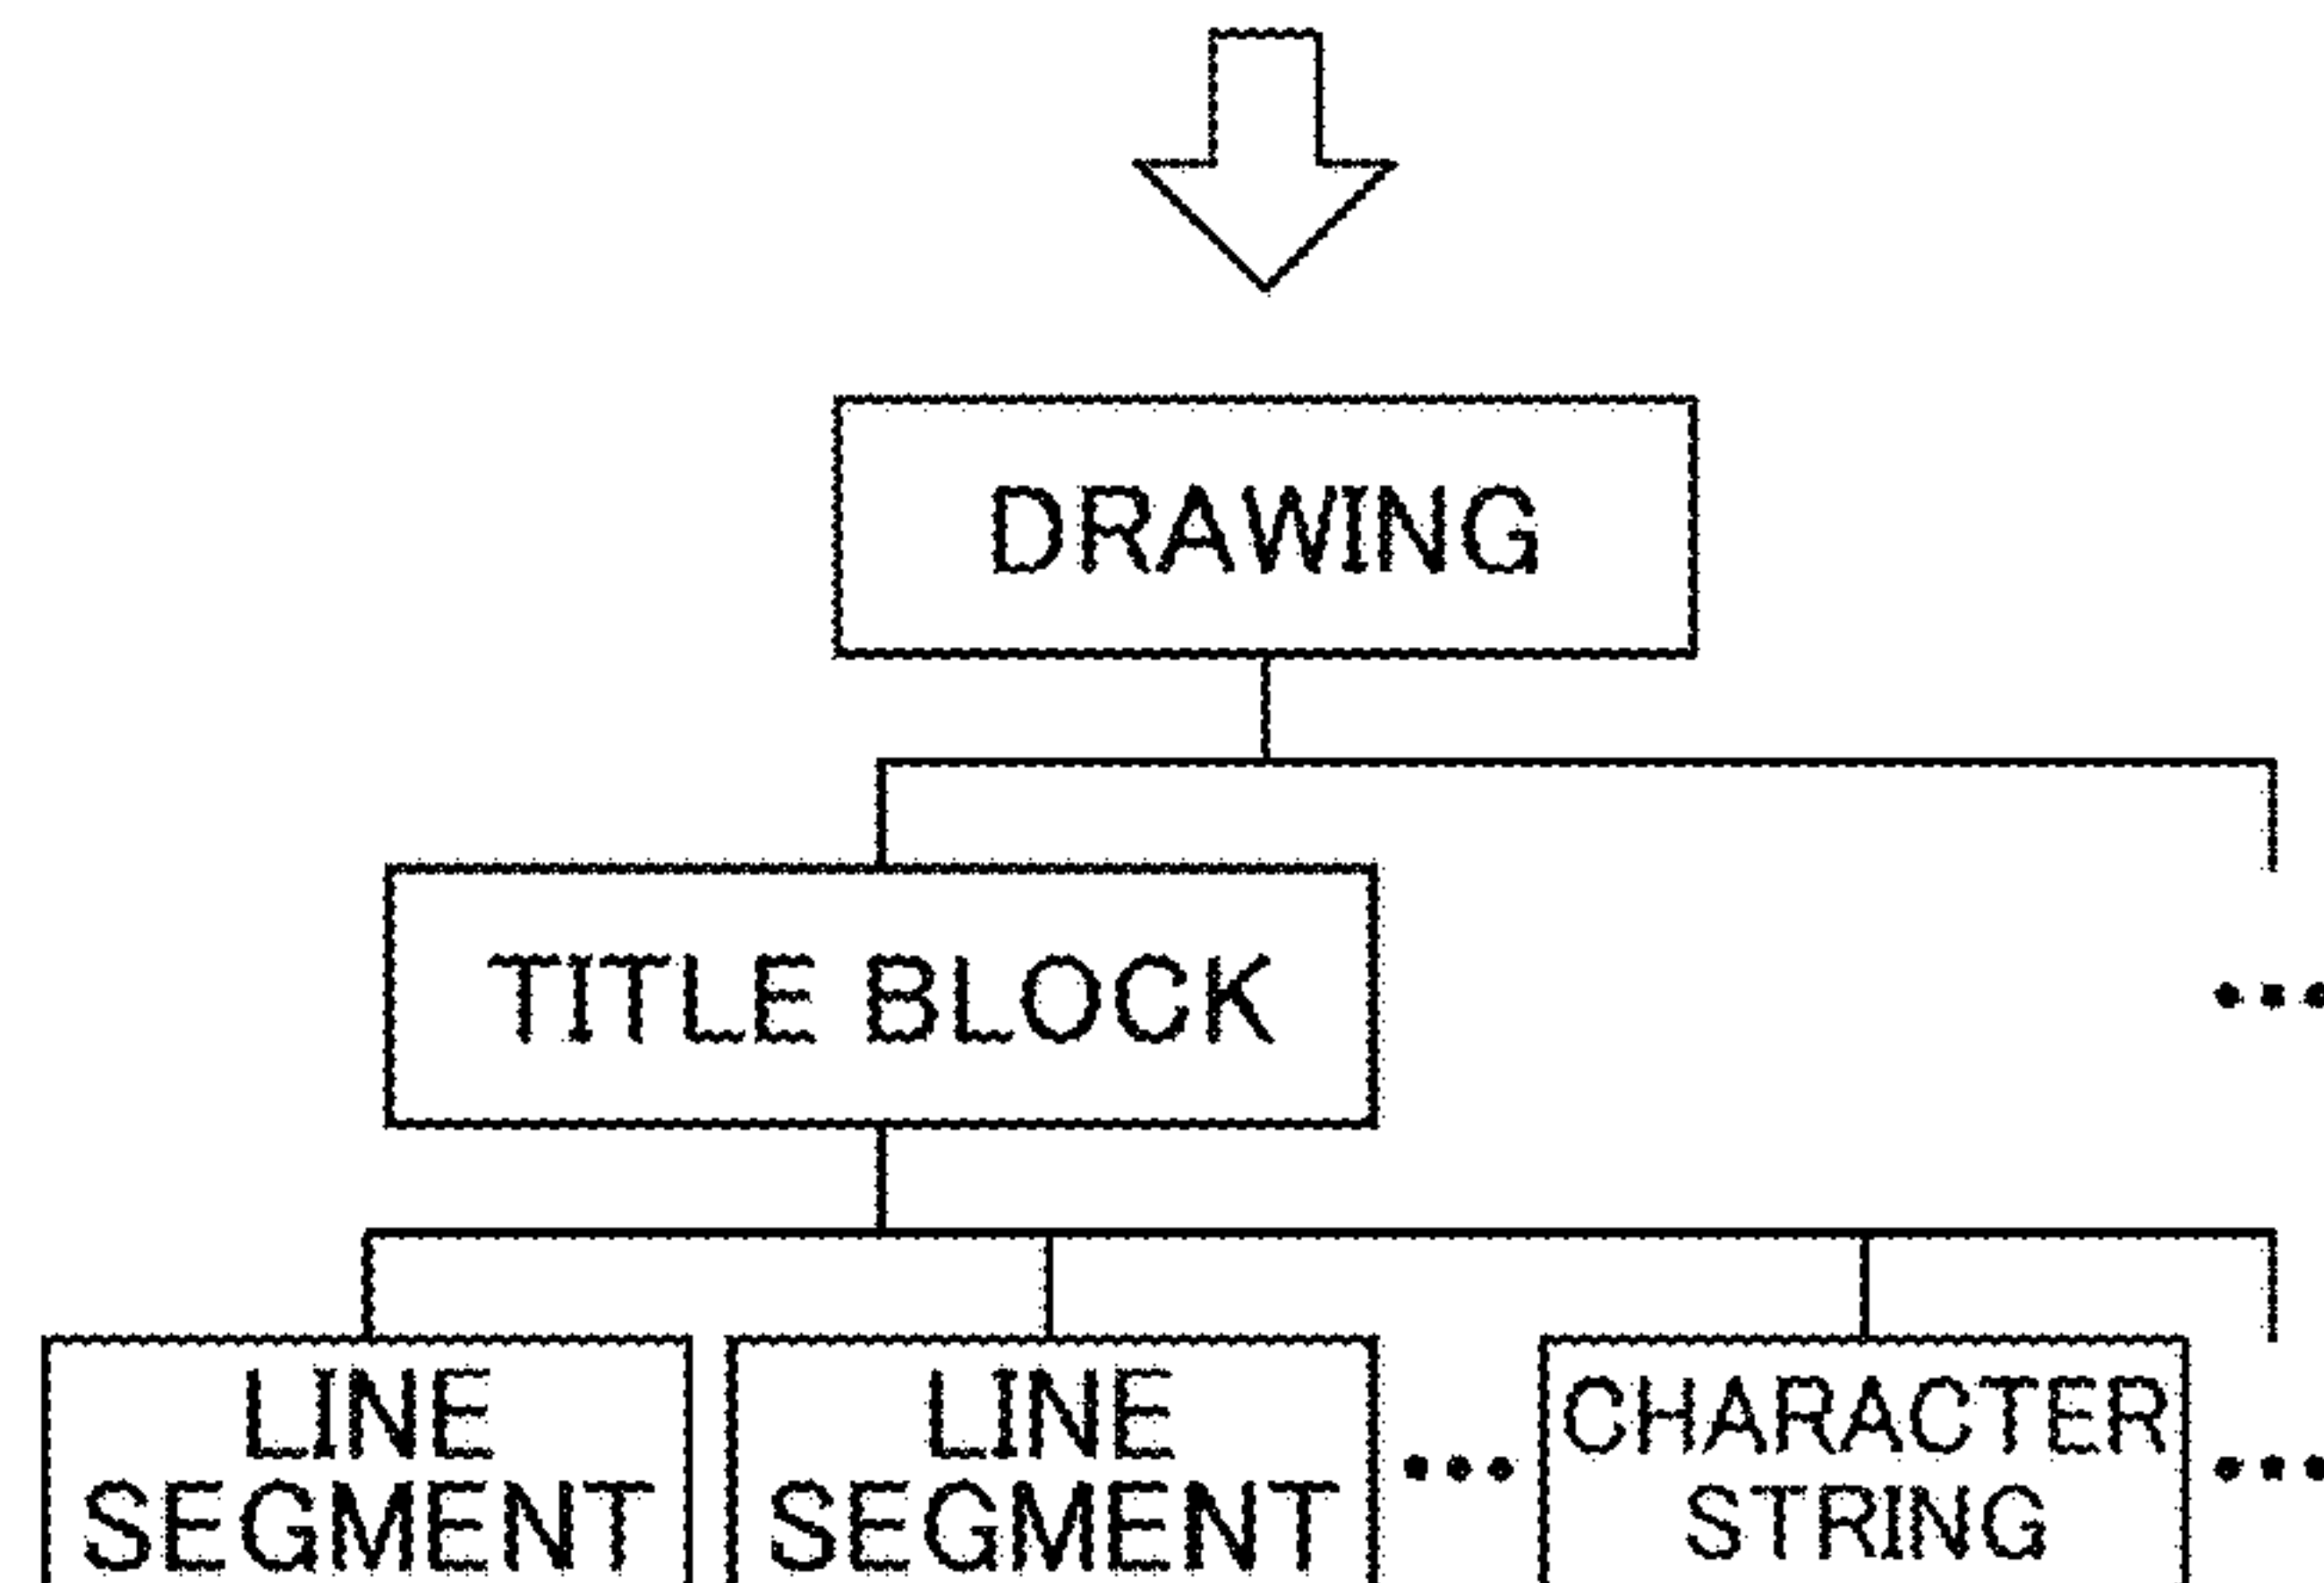 DRAWING
TITLE BLOCK
...
LINE
SEGMENT
LINE
SEGMENT
...
CHARACTER
STRING
...